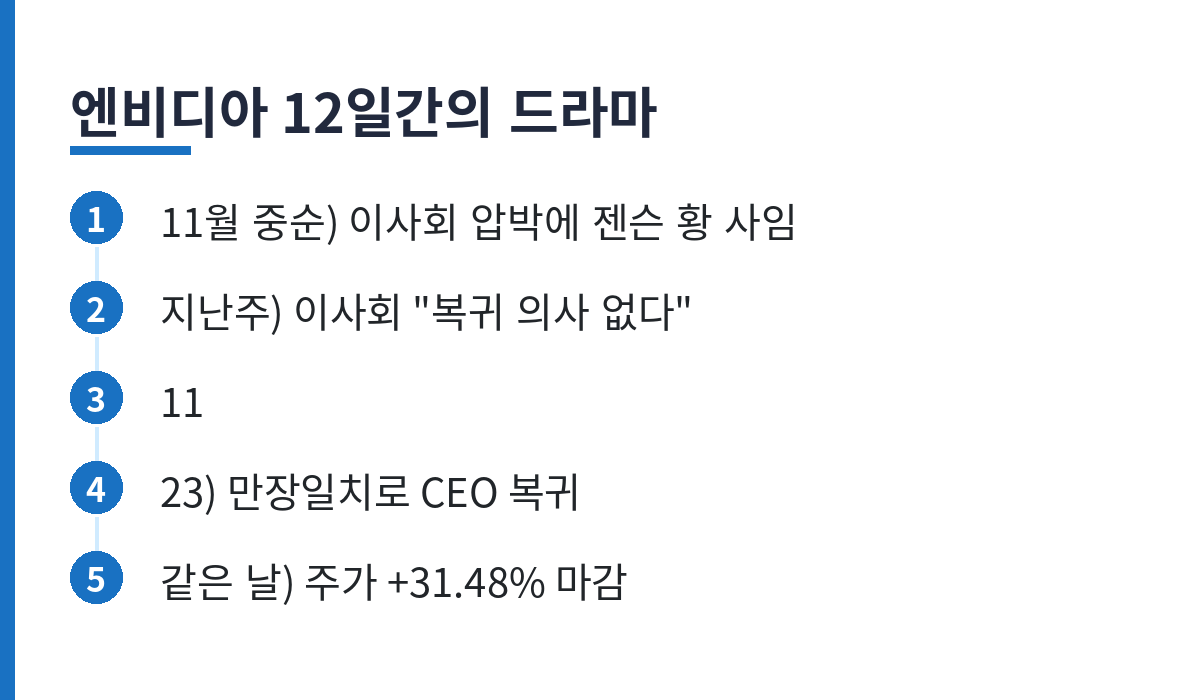 엔비디아 12일간의 드라마
1 11월 중순) 이사회 압박에 젠슨 황 사임
2 지난주) 이사회 "복귀 의사 없다"
3 11
4 23) 만장일치로 CEO 복귀
5 같은 날) 주가 +31.48% 마감